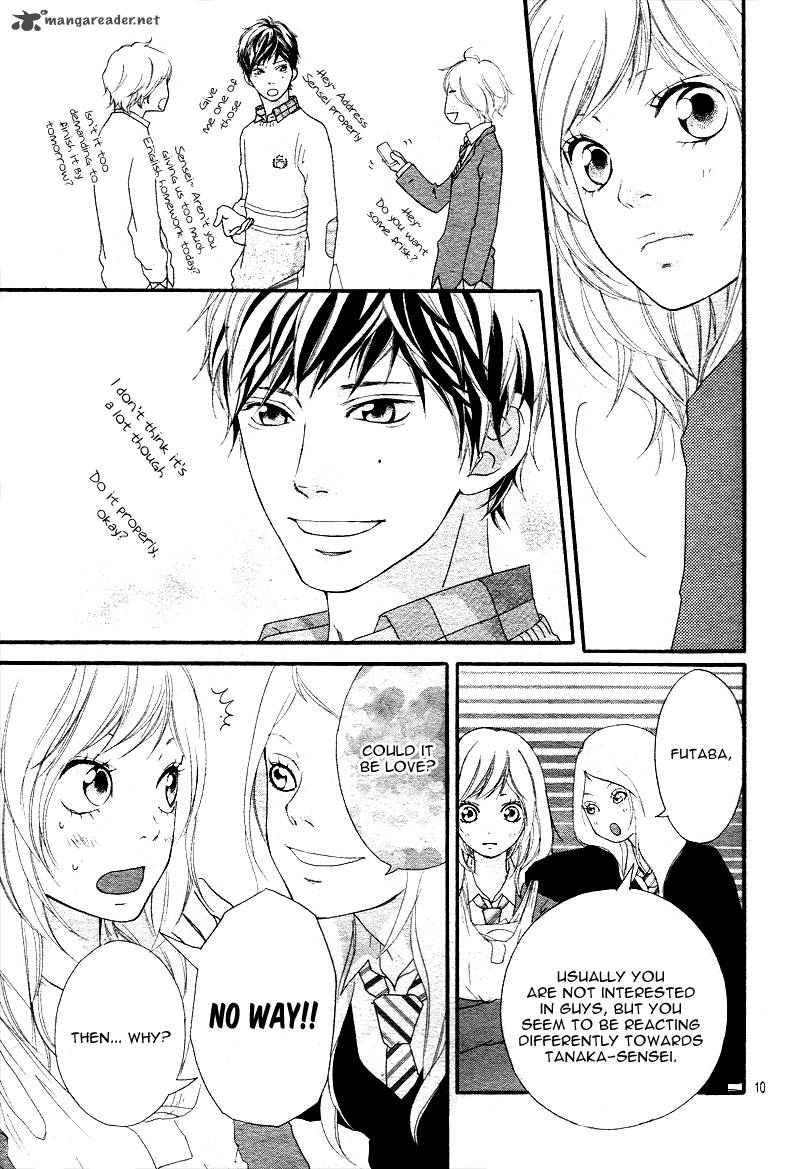 mangareader.net
Hey-
Do you want
some frisk?
Hey- Address
Sensei properly
Give
me one of
those
Sensei~ Aren't you
giving us too much
English homework today?
Isn't it too
demanding to
finish it by
tomorrow?
I don't think it's
a lot though
Do it properly,
okay?
FUTABA,
USUALLY YOU
ARE NOT INTERESTED
IN GUYS, BUT YOU
SEEM TO BE REACTING
DIFFERENTLY TOWARDS
TANAKA-SENSEI.
COULD IT
BE LOVE?
NO WAY!!
THEN... WHY?
10